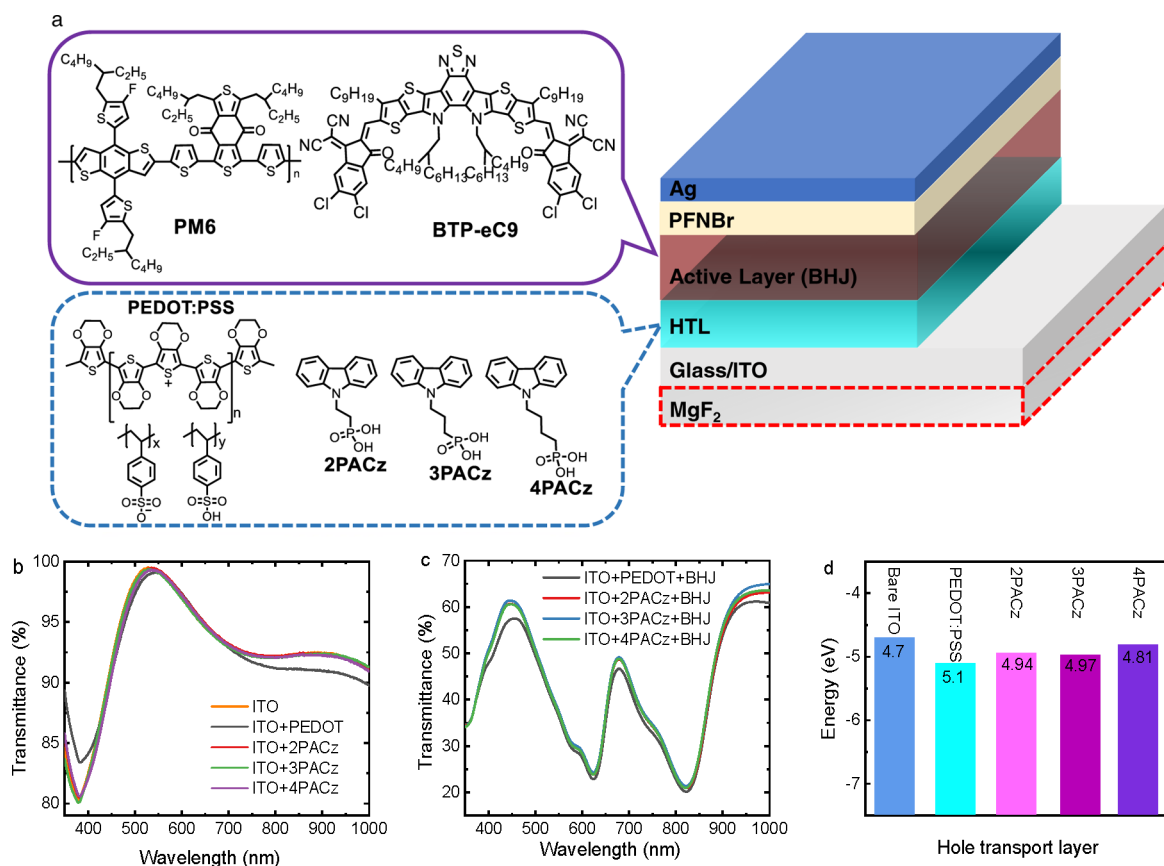 a
C₄H₉
C₂H₅
F
S
S
C₄H₉
C₂H₅
C₄H₉
C₂H₅
O
O
S
S
S
S
S
n
S
F
C₂H₅
C₄H₉
PM6
S
N
N
C₉H₁₉
C₉H₁₉
S
S
S
S
N
N
CN
NC
O
C₄H₉
C₆H₁₃
C₆H₁₃
C₄H₉
O
CN
CN
Cl
Cl
Cl
Cl
BTP-eC9
Ag
PFNBr
Active Layer (BHJ)
HTL
Glass/ITO
MgF₂
PEDOT:PSS
O O
O O
O O
S
S
S
S
S
+
O O
O O
n
x
y
O=S=O
O⁻
O=S=O
OH
N
O=P-OH
OH
2PACz
N
O=P-OH
OH
3PACz
N
O=P-OH
OH
4PACz
b
100
95
90
85
80
Transmittance (%)
ITO
ITO+PEDOT
ITO+2PACz
ITO+3PACz
ITO+4PACz
400 500 600 700 800 900 1000
Wavelength (nm)
c
70
60
50
40
30
20
Transmittance (%)
ITO+PEDOT+BHJ
ITO+2PACz+BHJ
ITO+3PACz+BHJ
ITO+4PACz+BHJ
400 500 600 700 800 900 1000
Wavelength (nm)
d
-4
-5
-6
-7
Energy (eV)
Bare ITO
PEDOT:PSS
2PACz
3PACz
4PACz
4.7
5.1
4.94
4.97
4.81
Hole transport layer